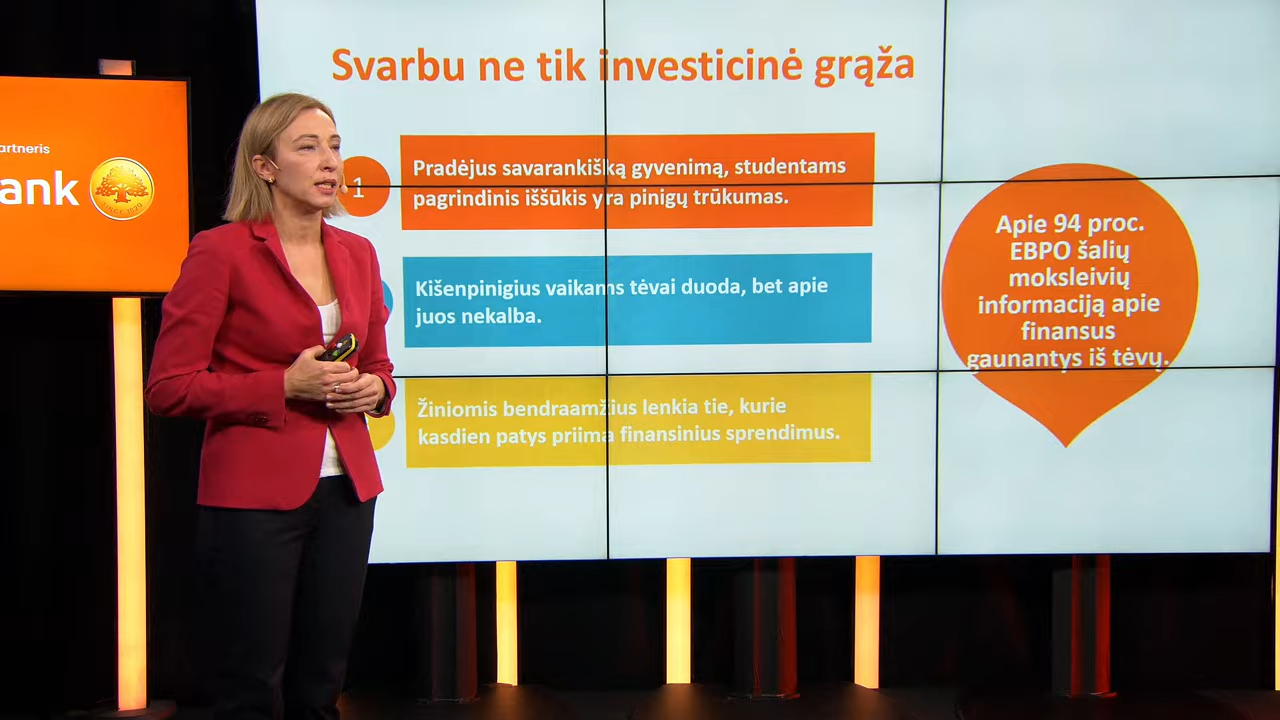 artneris
ank
SINCE 1820
Svarbu ne tik investicinė grąža
1
Pradėjus savarankišką gyvenimą, studentams
pagrindinis iššūkis yra pinigų trūkumas.
Kišenpinigius vaikams tėvai duoda, bet apie
juos nekalba.
Žiniomis bendraamžius lenkia tie, kurie
kasdien patys priima finansinius sprendimus.
Apie 94 proc.
EBPO šalių
moksleivių
informaciją apie
finansus
gaunantys iš tėvų.